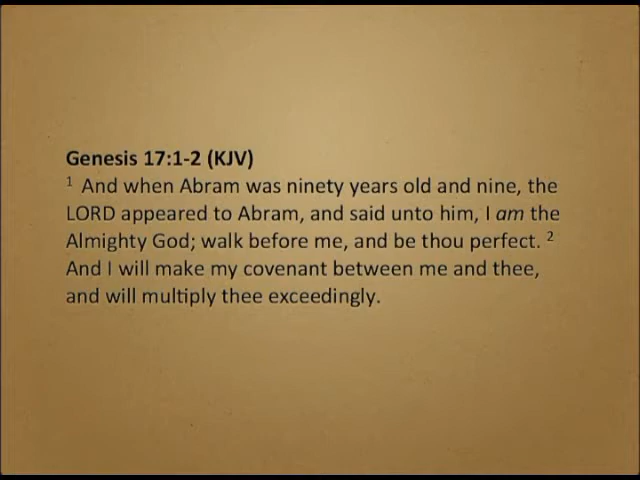 Genesis 17:1-2 (KJV)
1 And when Abram was ninety years old and nine, the
LORD appeared to Abram, and said unto him, I am the
Almighty God; walk before me, and be thou perfect. 2
And I will make my covenant between me and thee,
and will multiply thee exceedingly.